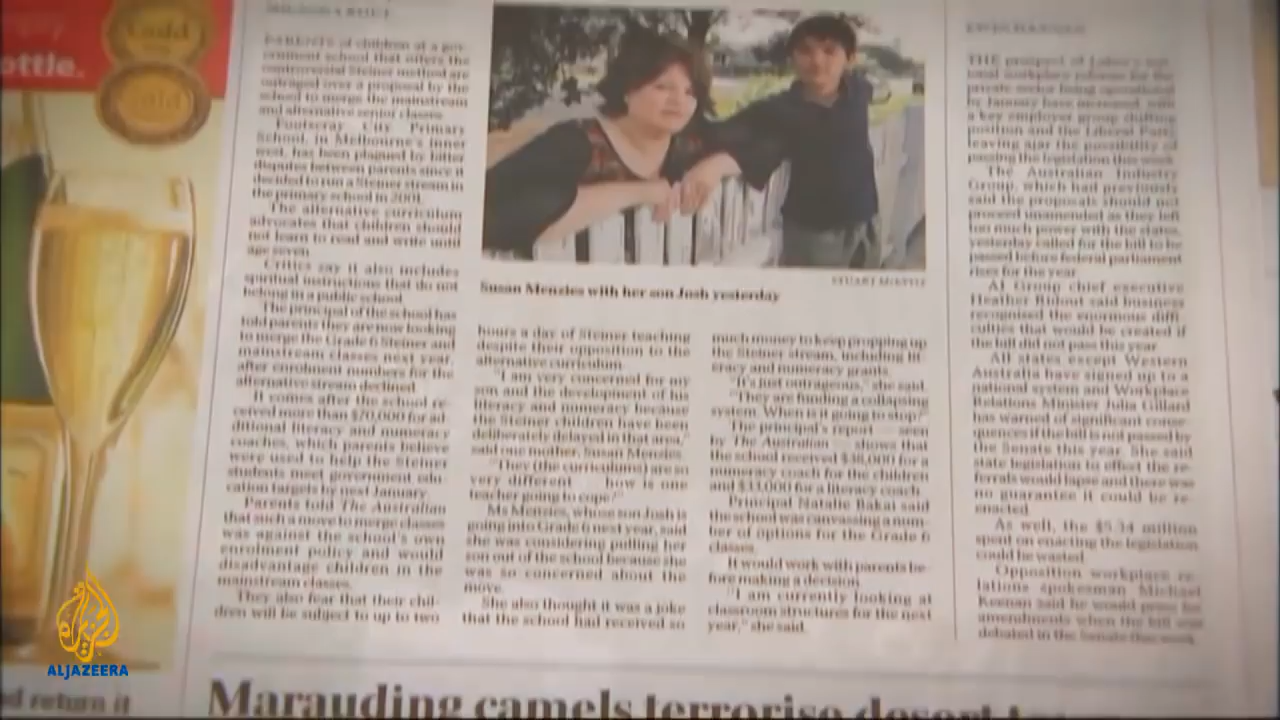 Gold
Gold
ottle.
PARENTS of children at a gov-
ernment school that offers the
controversial Steiner method are
outraged over a proposal by the
school to merge the mainstream
and alternative senior classes.
Footscray City Primary
School, in Melbourne's inner
west, has been plagued by bitter
disputes between parents since it
decided to run a Steiner stream in
the primary school in 2001.
The alternative curriculum
advocates that children should
not learn to read and write until
age seven.
Critics say it also includes
spiritual instructions that do not
belong in a public school.
The principal of the school has
told parents they are now looking
to merge the Grade 6 Steiner and
mainstream classes next year,
after enrolment numbers for the
alternative stream declined.
It comes after the school re-
ceived more than $70,000 for ad-
ditional literacy and numeracy
coaches, which parents believe
were used to help the Steiner
students meet government edu-
cation targets by next January.
Parents told The Australian
that such a move to merge classes
was against the school's own
enrolment policy and would
disadvantage children in the
mainstream classes.
They also fear that their chil-
dren will be subject to up to two
STUART
Susan Menzies with her son Josh yesterday
hours a day of Steiner teaching
despite their opposition to the
alternative curriculum.
"I am very concerned for my
son and the development of his
literacy and numeracy because
the Steiner children have been
deliberately delayed in that area,"
said one mother, Susan Menzies.
"They (the curriculums) are so
very different — how is one
teacher going to cope?"
Ms Menzies, whose son Josh is
going into Grade 6 next year, said
she was considering pulling her
son out of the school because she
was so concerned about the
move.
She also thought it was a joke
that the school had received so
much money to keep propping up
the Steiner stream, including lit-
eracy and numeracy grants.
"It's just outrageous," she said.
"They are funding a collapsing
system. When is it going to stop?"
The principal's report — seen
by The Australian — shows that
the school received $38,000 for a
numeracy coach for the children
and $33,000 for a literacy coach.
Principal Natalie Bakai said
the school was canvassing a num-
ber of options for the Grade 6
classes.
It would work with parents be-
fore making a decision.
"I am currently looking at
classroom structures for the next
year," she said.
THE prospect of Labor's nat-
ional workplace reforms for the
private sector being operational
by January have increased, with
a key employer group shifting
position and the Liberal Party
leaving ajar the possibility of
passing the legislation this week.
The Australian Industry
Group, which had previously
said the proposals should not
proceed unamended as they left
too much power with the states,
yesterday called for the bill to be
passed before federal parliament
rises for the year.
AI Group chief executive
Heather Ridout said business
recognised the enormous diffi-
culties that would be created if
the bill did not pass this year.
All states except Western
Australia have signed up to a
national system and Workplace
Relations Minister Julia Gillard
has warned of significant conse-
quences if the bill is not passed by
the Senate this year. She said
state legislation to effect the re-
ferrals would lapse and there was
no guarantee it could be re-
enacted.
As well, the $5.34 million
spent on enacting the legislation
could be wasted.
Opposition workplace re-
lations spokesman Michael
Keenan said he would press for
amendments when the bill was
debated in the Senate this week.
ALJAZEERA
d return it
Marauding camels terrorise desert